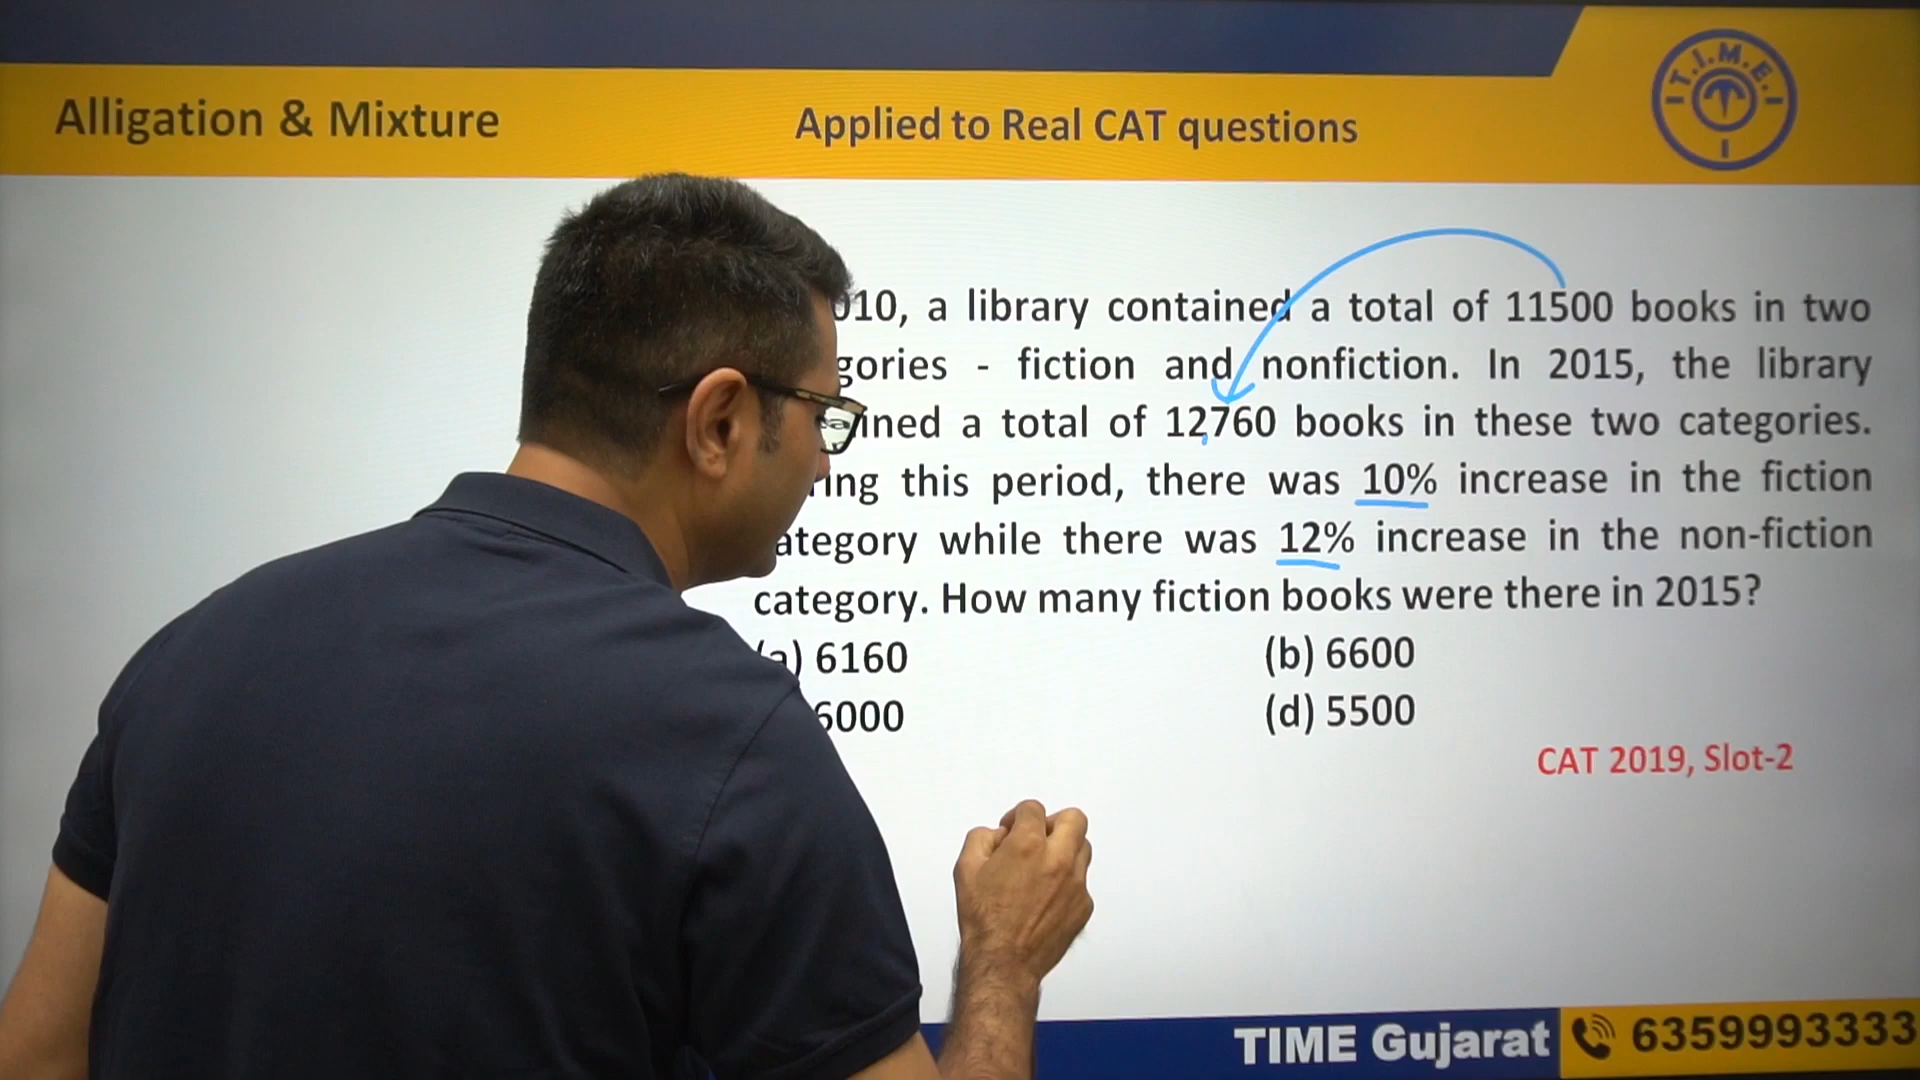 Alligation & Mixture
Applied to Real CAT questions
T.I.M.E.
10, a library contained a total of 11500 books in two
gories - fiction and nonfiction. In 2015, the library
ined a total of 12760 books in these two categories.
ing this period, there was 10% increase in the fiction
ategory while there was 12% increase in the non-fiction
category. How many fiction books were there in 2015?
(a) 6160 (b) 6600
6000 (d) 5500
CAT 2019, Slot-2
TIME Gujarat 6359993333